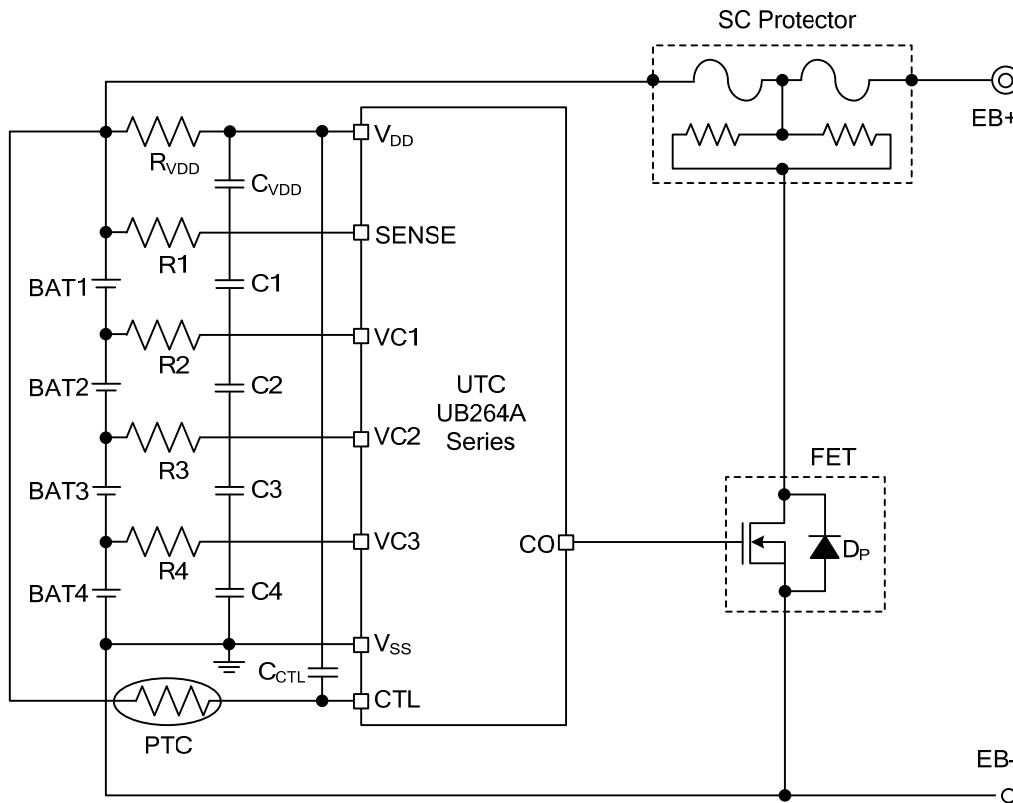 SC Protector
EB+
VDD
RVDD
CVDD
SENSE
R1
BAT1
C1
VC1
R2
BAT2
C2
UTC
UB264A
Series
VC2
R3
BAT3
C3
FET
VC3
CO
R4
DP
BAT4
C4
VSS
CCTL
CTL
PTC
EB-